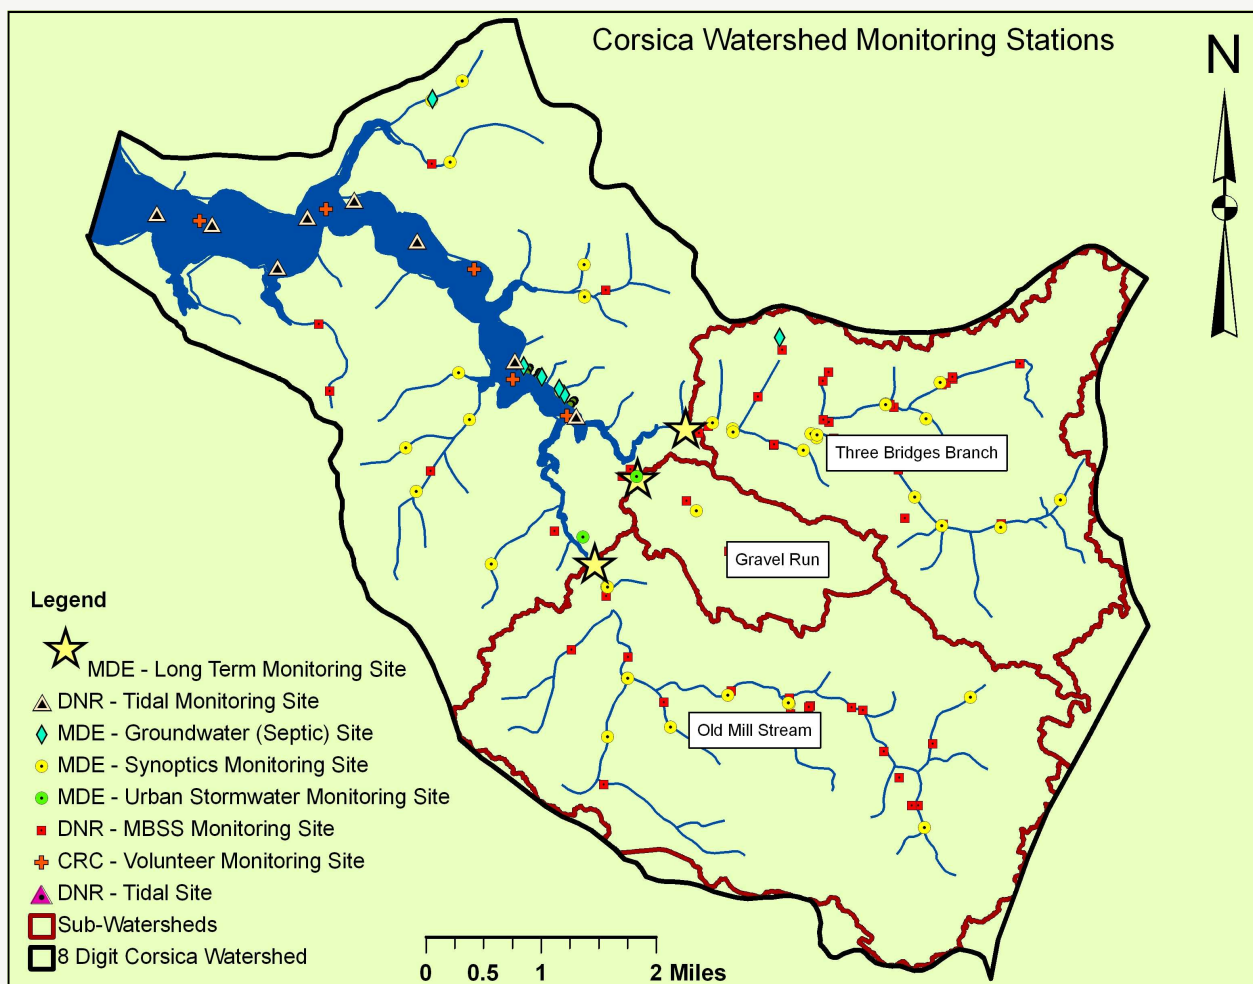 Corsica Watershed Monitoring Stations
N
Three Bridges Branch
Gravel Run
Old Mill Stream
Legend
MDE - Long Term Monitoring Site
DNR - Tidal Monitoring Site
MDE - Groundwater (Septic) Site
MDE - Synoptics Monitoring Site
MDE - Urban Stormwater Monitoring Site
DNR - MBSS Monitoring Site
CRC - Volunteer Monitoring Site
DNR - Tidal Site
Sub-Watersheds
8 Digit Corsica Watershed
0 0.5 1 2 Miles